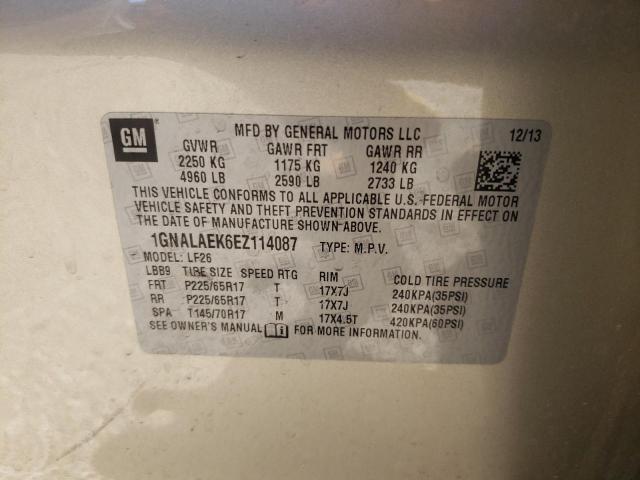 GM ®
MFD BY GENERAL MOTORS LLC 12/13
GVWR GAWR FRT GAWR RR
2250 KG 1175 KG 1240 KG
4960 LB 2590 LB 2733 LB
THIS VEHICLE CONFORMS TO ALL APPLICABLE U.S. FEDERAL MOTOR
VEHICLE SAFETY AND THEFT PREVENTION STANDARDS IN EFFECT ON
THE DATE OF MANUFACTURE SHOWN ABOVE.
1GNALAEK6EZ114087 TYPE: M.P.V.
MODEL: LF26
LBB9 TIRE SIZE SPEED RTG RIM COLD TIRE PRESSURE
FRT P225/65R17 T 17X7J 240KPA(35PSI)
RR P225/65R17 T 17X7J 240KPA(35PSI)
SPA T145/70R17 M 17X4.5T 420KPA(60PSI)
SEE OWNER'S MANUAL FOR MORE INFORMATION.